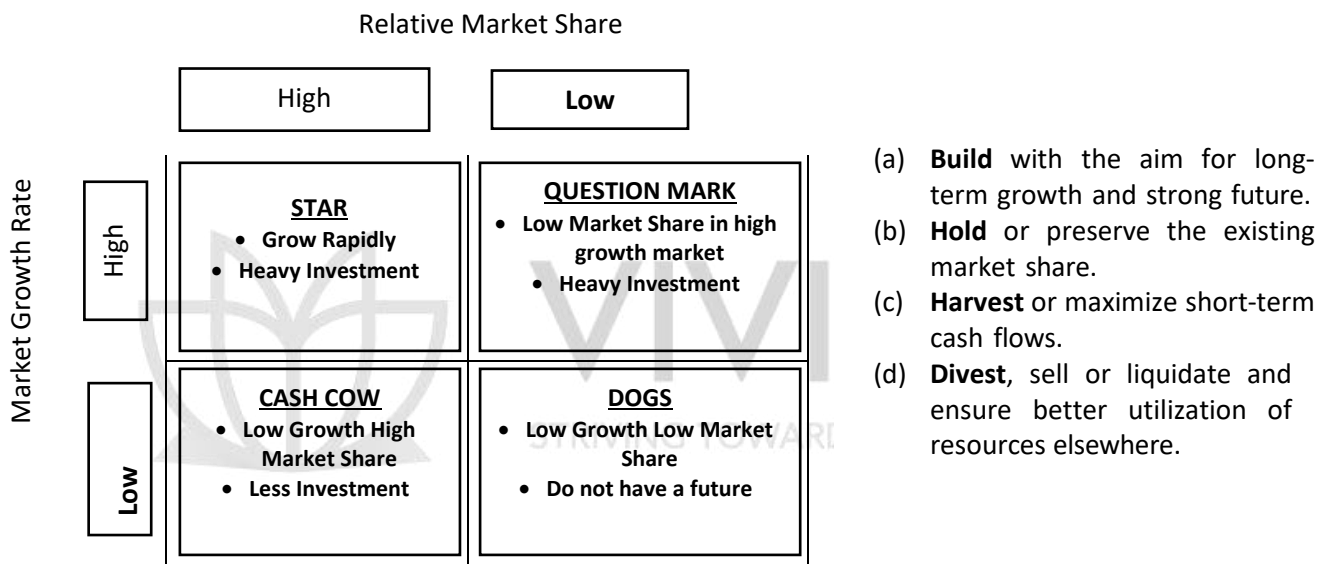 Relative Market Share
High
Low
Market Growth Rate
High
STAR
• Grow Rapidly
• Heavy Investment
QUESTION MARK
• Low Market Share in high
growth market
• Heavy Investment
Low
CASH COW
• Low Growth High
Market Share
• Less Investment
DOGS
• Low Growth Low Market
Share
• Do not have a future
(a) Build with the aim for long-
term growth and strong future.
(b) Hold or preserve the existing
market share.
(c) Harvest or maximize short-term
cash flows.
(d) Divest, sell or liquidate and
ensure better utilization of
resources elsewhere.
VIVI
STRIVING TOWARD